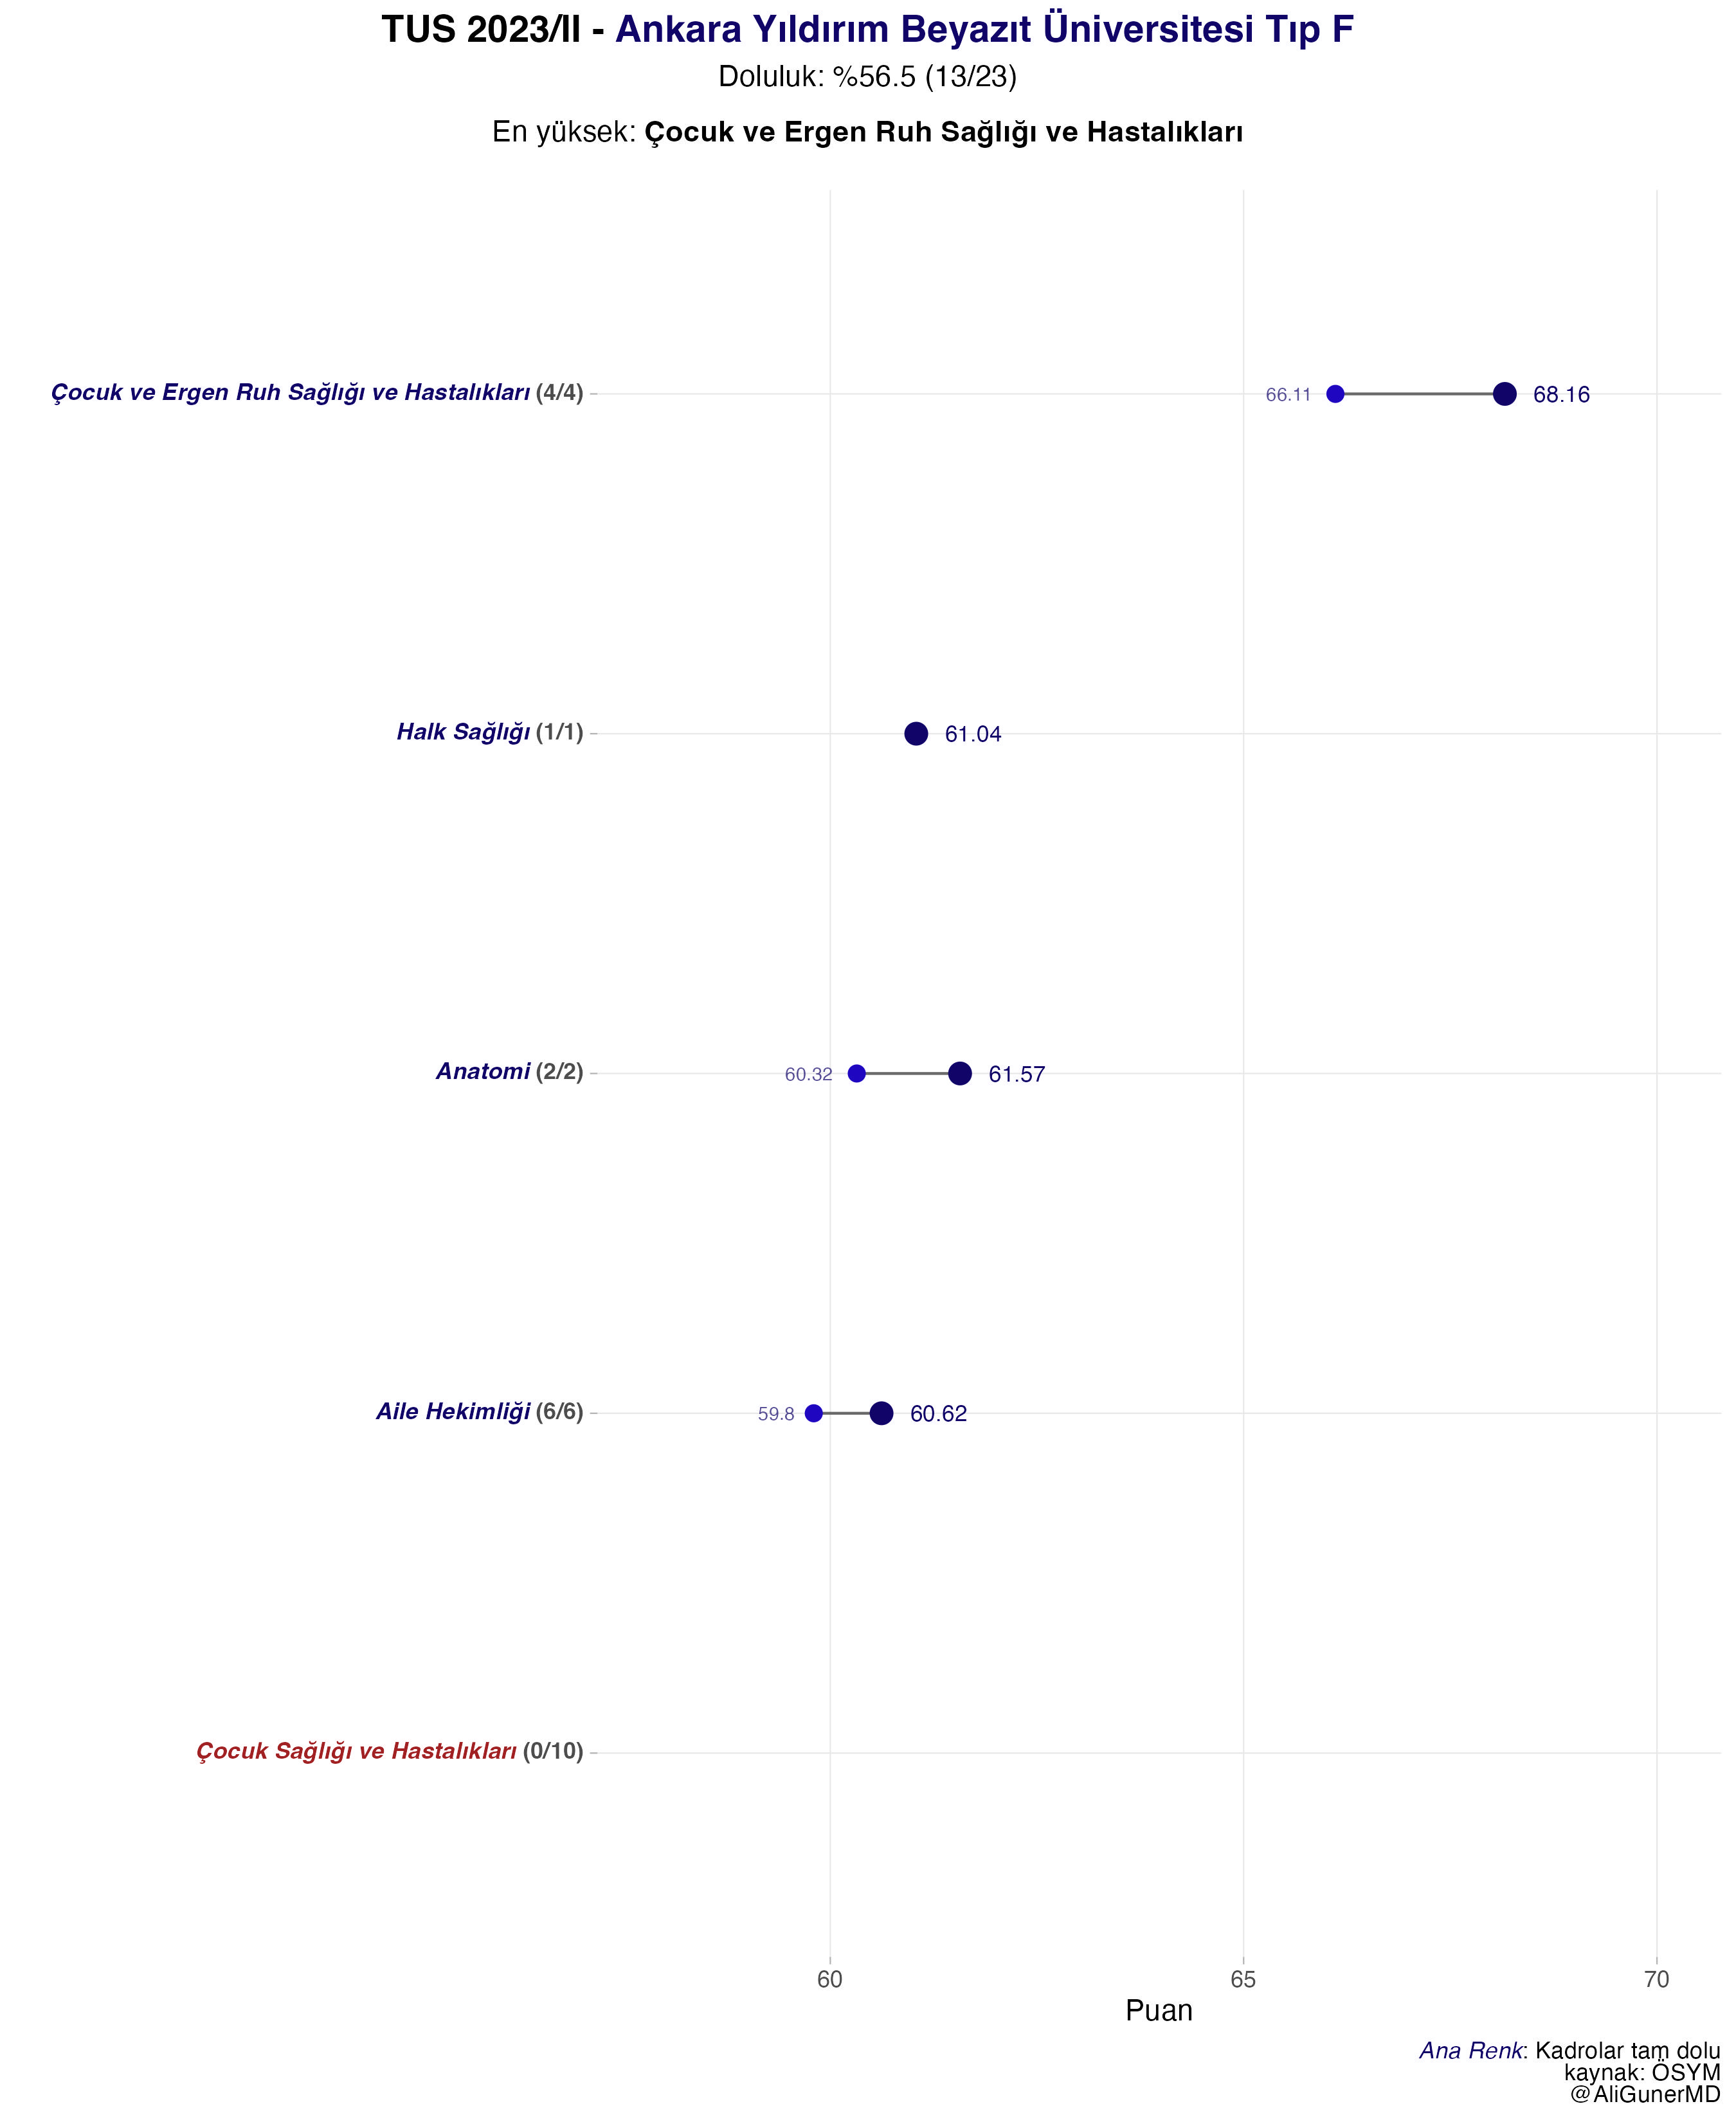 TUS 2023/II - Ankara Yıldırım Beyazıt Üniversitesi Tıp F
Doluluk: %56.5 (13/23)
En yüksek: Çocuk ve Ergen Ruh Sağlığı ve Hastalıkları
Çocuk ve Ergen Ruh Sağlığı ve Hastalıkları (4/4)
66.11
68.16
Halk Sağlığı (1/1)
61.04
Anatomi (2/2)
60.32
61.57
Aile Hekimliği (6/6)
59.8
60.62
Çocuk Sağlığı ve Hastalıkları (0/10)
60
65
70
Puan
Ana Renk: Kadrolar tam dolu
kaynak: ÖSYM
@AliGunerMD